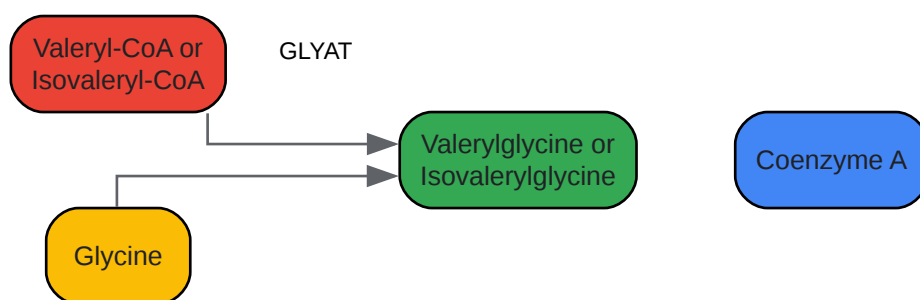 Valeryl-CoA or
Isovaleryl-CoA
GLYAT
Valerylglycine or
Isovalerylglycine
Coenzyme A
Glycine